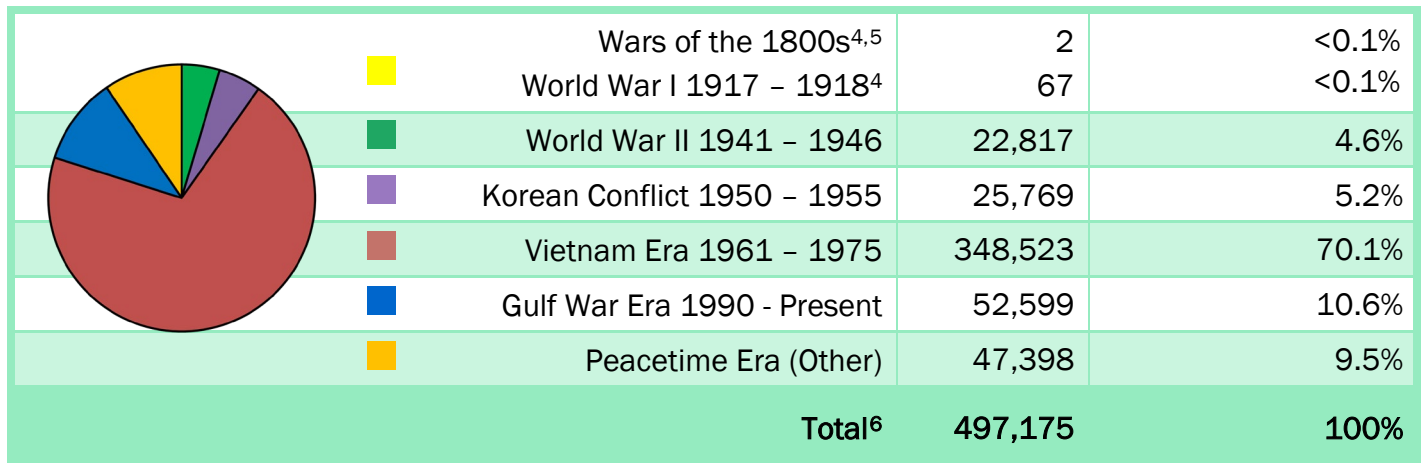 Wars of the 1800s4,5 2 <0.1%
World War I 1917 – 19184 67 <0.1%
World War II 1941 – 1946 22,817 4.6%
Korean Conflict 1950 – 1955 25,769 5.2%
Vietnam Era 1961 – 1975 348,523 70.1%
Gulf War Era 1990 - Present 52,599 10.6%
Peacetime Era (Other) 47,398 9.5%
Total6 497,175 100%